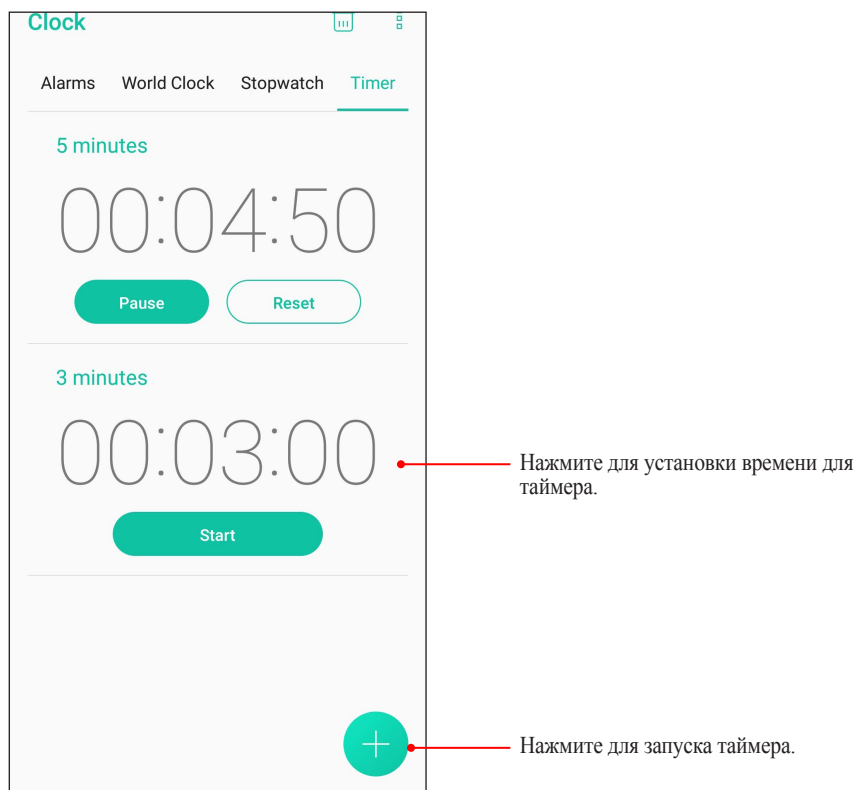 Clock
Alarms World Clock Stopwatch Timer
5 minutes
00:04:50
Pause Reset
3 minutes
00:03:00
Нажмите для установки времени для
таймера.
Start
Нажмите для запуска таймера.